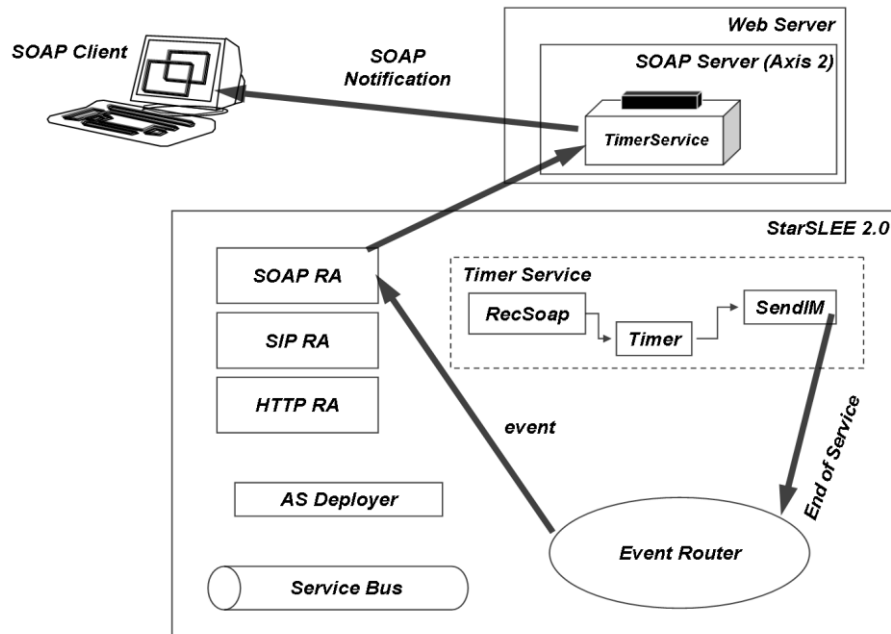 Web Server
SOAP Client
SOAP
Notification
SOAP Server (Axis 2)
TimerService
StarSLEE 2.0
SOAP RA
Timer Service
RecSoap
SendIM
Timer
SIP RA
HTTP RA
event
End of Service
AS Deployer
Event Router
Service Bus